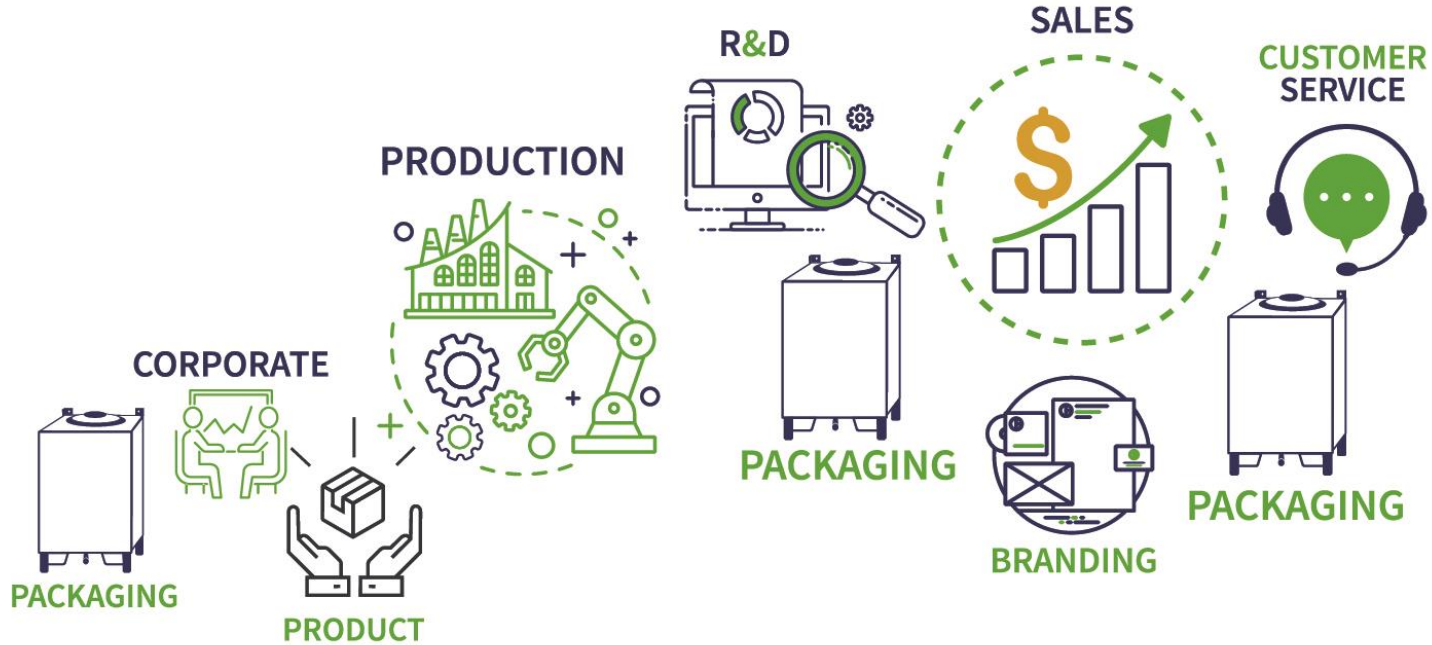 SALES
R&D
CUSTOMER
SERVICE
PRODUCTION
$
CORPORATE
PACKAGING
PACKAGING
BRANDING
PACKAGING
PRODUCT